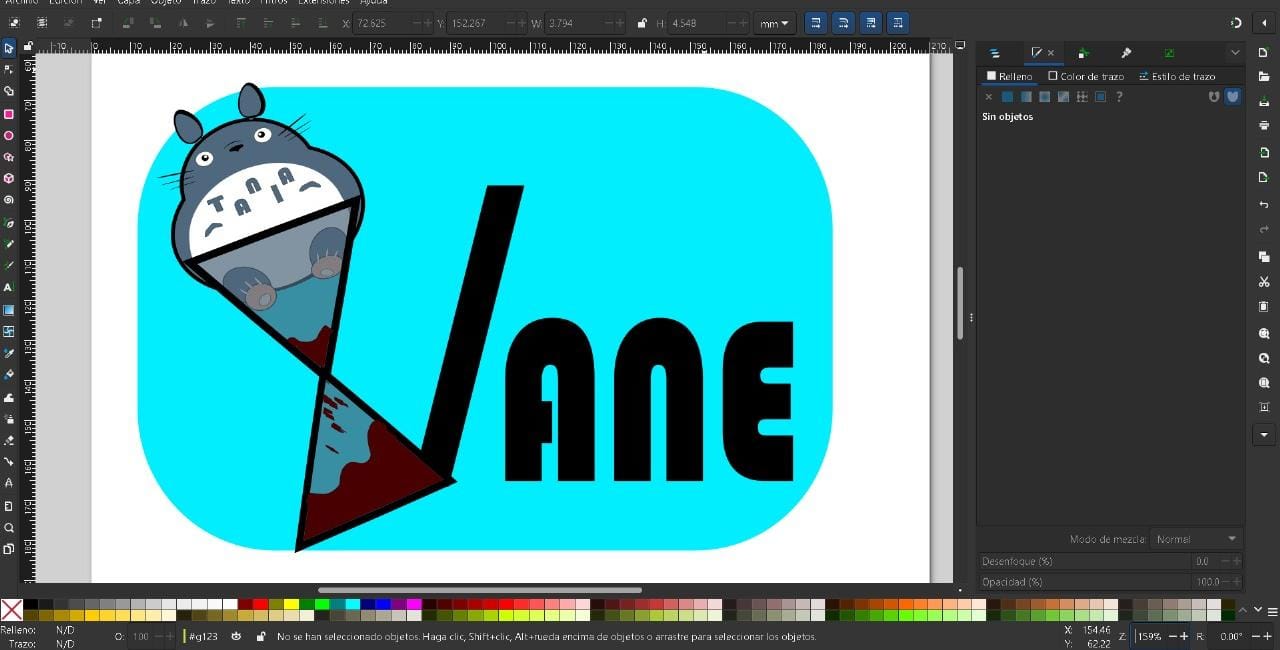 Archivo Edición Ver Capa Objeto Trazo Texto Filtros Extensiones Ayuda
X: 72.625 Y: 152.267 W: 3.794 H: 4.548 mm
Relleno Color de trazo Estilo de trazo
Sin objetos
TANIA
VANE
Modo de mezcla: Normal
Desenfoque (%) 0.0
Opacidad (%) 100.0
Relleno: N/D
Trazo: N/D
O: 100
#g123
No se han seleccionado objetos. Haga clic, Shift+clic, Alt+rueda encima de objetos o arrastre para seleccionar los objetos.
X: 154.46
Y: 62.22
Z: 159%
R: 0.00°